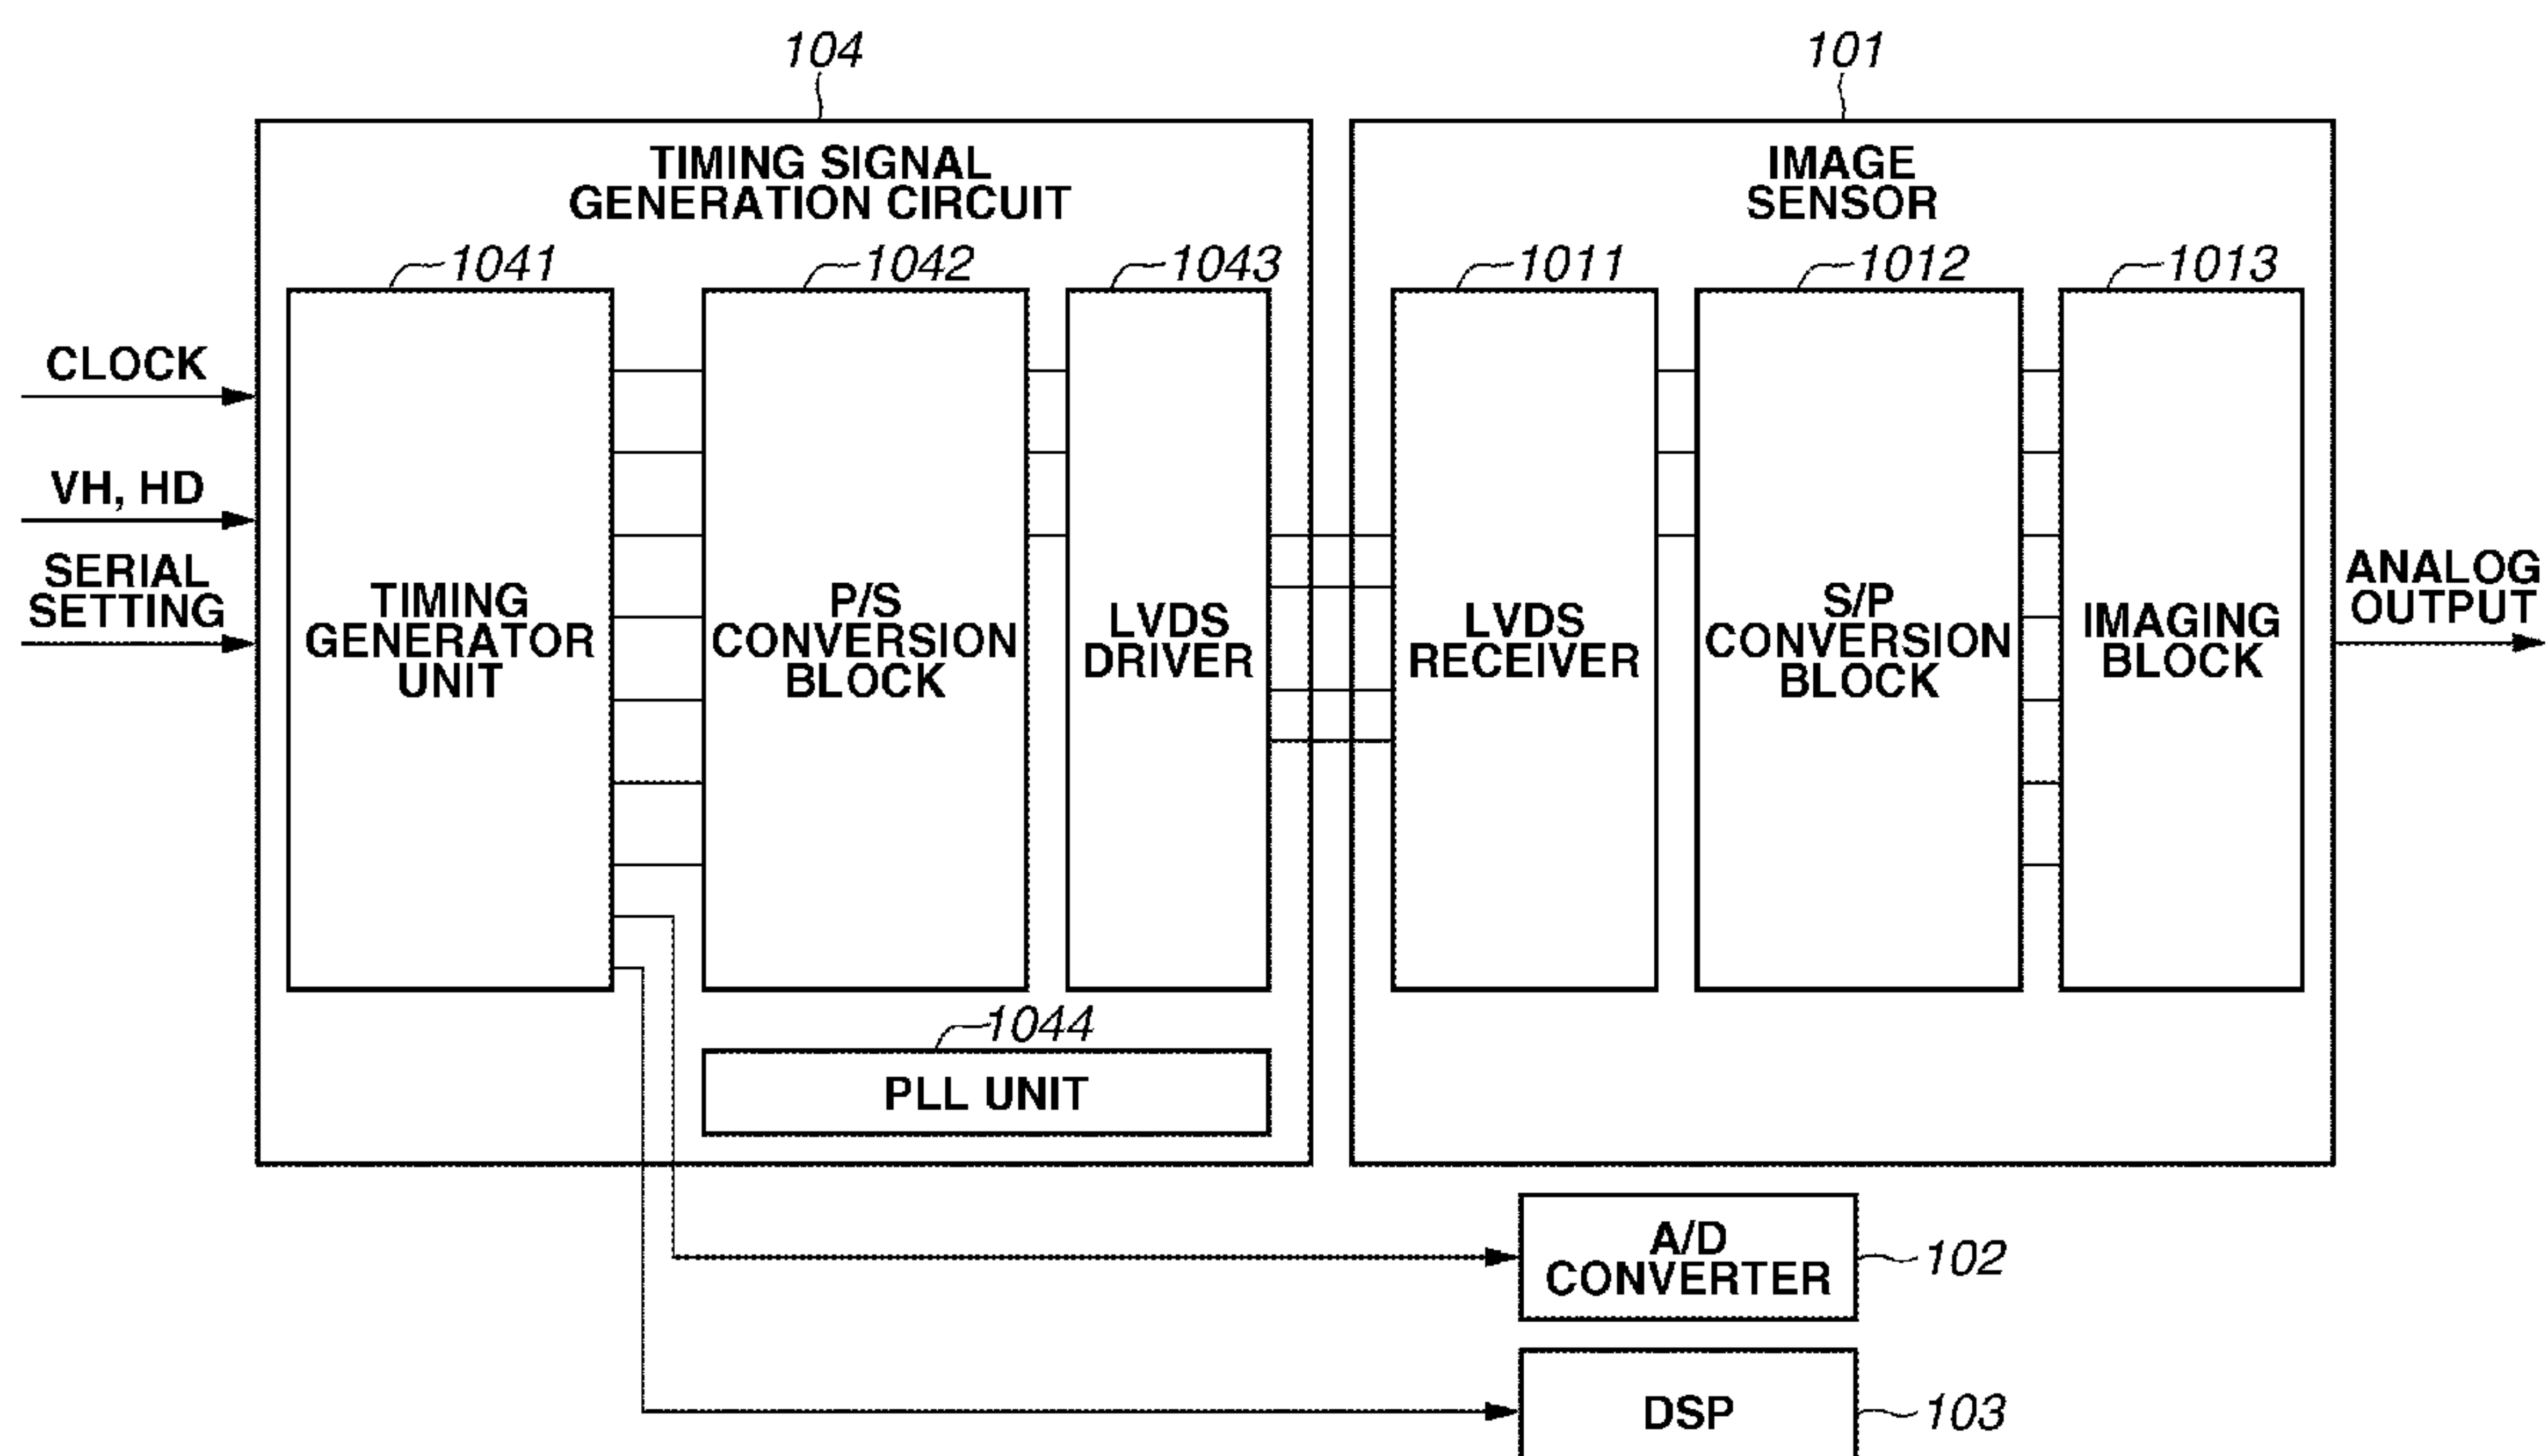 104
101
TIMING SIGNAL
GENERATION CIRCUIT
IMAGE
SENSOR
1041
1042
1043
1011
1012
1013
CLOCK
VH, HD
SERIAL
SETTING
TIMING
GENERATOR
UNIT
P/S
CONVERSION
BLOCK
LVDS
DRIVER
LVDS
RECEIVER
S/P
CONVERSION
BLOCK
IMAGING
BLOCK
ANALOG
OUTPUT
1044
PLL UNIT
A/D
CONVERTER
102
DSP
103